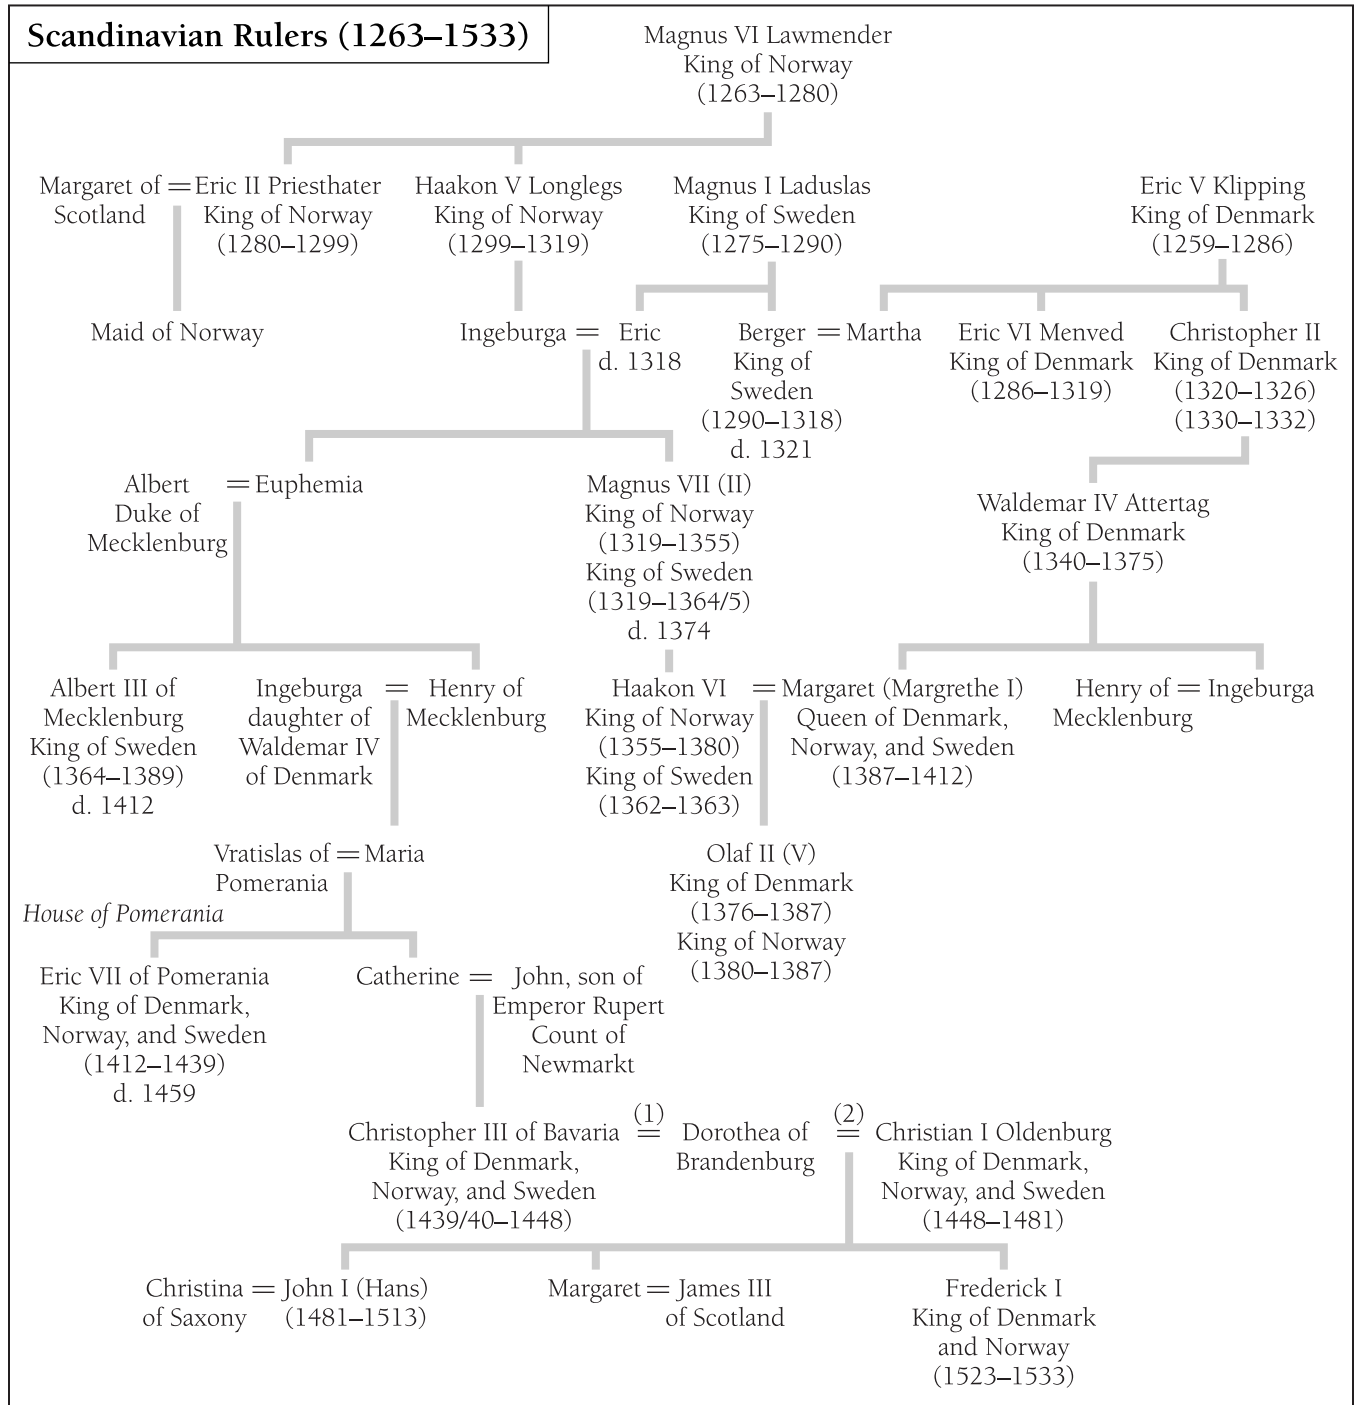 Scandinavian Rulers (1263–1533)
Magnus VI Lawmender
King of Norway
(1263–1280)
Margaret of
Scotland
=
Eric II Priesthater
King of Norway
(1280–1299)
Haakon V Longlegs
King of Norway
(1299–1319)
Magnus I Laduslas
King of Sweden
(1275–1290)
Eric V Klipping
King of Denmark
(1259–1286)
Maid of Norway
Ingeburga
=
Eric
d. 1318
Berger
King of
Sweden
(1290–1318)
d. 1321
=
Martha
Eric VI Menved
King of Denmark
(1286–1319)
Christopher II
King of Denmark
(1320–1326)
(1330–1332)
Albert
Duke of
Mecklenburg
=
Euphemia
Magnus VII (II)
King of Norway
(1319–1355)
King of Sweden
(1319–1364/5)
d. 1374
Waldemar IV Attertag
King of Denmark
(1340–1375)
Albert III of
Mecklenburg
King of Sweden
(1364–1389)
d. 1412
Ingeburga
daughter of
Waldemar IV
of Denmark
=
Henry of
Mecklenburg
Haakon VI
King of Norway
(1355–1380)
King of Sweden
(1362–1363)
=
Margaret (Margrethe I)
Queen of Denmark,
Norway, and Sweden
(1387–1412)
Henry of
Mecklenburg
=
Ingeburga
Vratislas of
Pomerania
=
Maria
Olaf II (V)
King of Denmark
(1376–1387)
King of Norway
(1380–1387)
House of Pomerania
Eric VII of Pomerania
King of Denmark,
Norway, and Sweden
(1412–1439)
d. 1459
Catherine
=
John, son of
Emperor Rupert
Count of
Newmarkt
Christopher III of Bavaria
King of Denmark,
Norway, and Sweden
(1439/40–1448)
(1)
=
Dorothea of
Brandenburg
(2)
=
Christian I Oldenburg
King of Denmark,
Norway, and Sweden
(1448–1481)
Christina
of Saxony
=
John I (Hans)
(1481–1513)
Margaret
=
James III
of Scotland
Frederick I
King of Denmark
and Norway
(1523–1533)